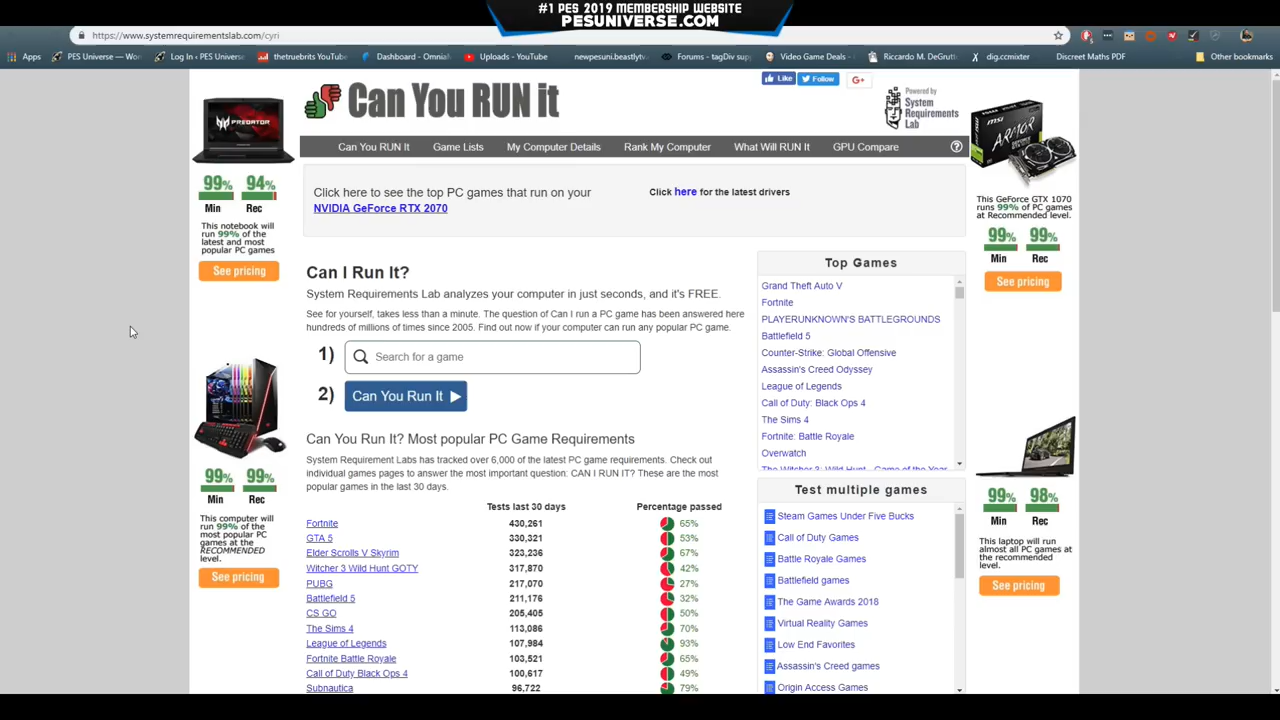 #1 PES 2019 MEMBERSHIP WEBSITE
PESUNIVERSE.COM
https://www.systemrequirementslab.com/cyri
Apps
PES Universe — Wor
Log In ‹ PES Universe
thetruebrits YouTub
Dashboard - Omnia
Uploads - YouTube
newpesuni.beastlytv
Forums - tagDiv sup
Video Game Deals -
Riccardo M. DeGrutt
dig.ccmixter
Discreet Maths PDF
Other bookmarks
Can You RUN it
Like
Follow
G+
Powered by
System
Requirements
Lab
Can You RUN It
Game Lists
My Computer Details
Rank My Computer
What Will RUN It
GPU Compare
?
PREDATOR
99% 94%
Min Rec
This notebook will
run 99% of the
latest and most
popular PC games
See pricing
99% 99%
Min Rec
This computer will
run 99% of the
most popular PC
games at the
RECOMMENDED
level.
See pricing
Click here to see the top PC games that run on your
NVIDIA GeForce RTX 2070
Click here for the latest drivers
Can I Run It?
System Requirements Lab analyzes your computer in just seconds, and it's FREE.
See for yourself, takes less than a minute. The question of Can I run a PC game has been answered here
hundreds of millions of times since 2005. Find out now if your computer can run any popular PC game.
1) Search for a game
2) Can You Run It
Can You Run It? Most popular PC Game Requirements
System Requirement Labs has tracked over 6,000 of the latest PC game requirements. Check out
individual games pages to answer the most important question: CAN I RUN IT? These are the most
popular games in the last 30 days.
Tests last 30 days Percentage passed
Fortnite 430,261 65%
GTA 5 330,321 53%
Elder Scrolls V Skyrim 323,236 67%
Witcher 3 Wild Hunt GOTY 317,870 42%
PUBG 217,070 27%
Battlefield 5 211,176 32%
CS GO 205,405 50%
The Sims 4 113,086 70%
League of Legends 107,984 93%
Fortnite Battle Royale 103,521 65%
Call of Duty Black Ops 4 100,617 49%
Subnautica 96,722 79%
Top Games
Grand Theft Auto V
Fortnite
PLAYERUNKNOWN'S BATTLEGROUNDS
Battlefield 5
Counter-Strike: Global Offensive
Assassin's Creed Odyssey
League of Legends
Call of Duty: Black Ops 4
The Sims 4
Fortnite: Battle Royale
Overwatch
The Witcher 3: Wild Hunt - Game of the Year
Test multiple games
Steam Games Under Five Bucks
Call of Duty Games
Battle Royale Games
Battlefield games
The Game Awards 2018
Virtual Reality Games
Low End Favorites
Assassin's Creed games
Origin Access Games
msi
ARMOR
This GeForce GTX 1070
runs 99% of PC games
at Recommended level.
99% 99%
Min Rec
See pricing
99% 98%
Min Rec
This laptop will run
almost all PC games at
the recommended
level.
See pricing